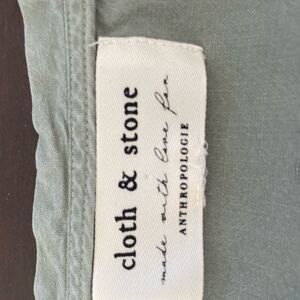 cloth & stone
made with love for
ANTHROPOLOGIE